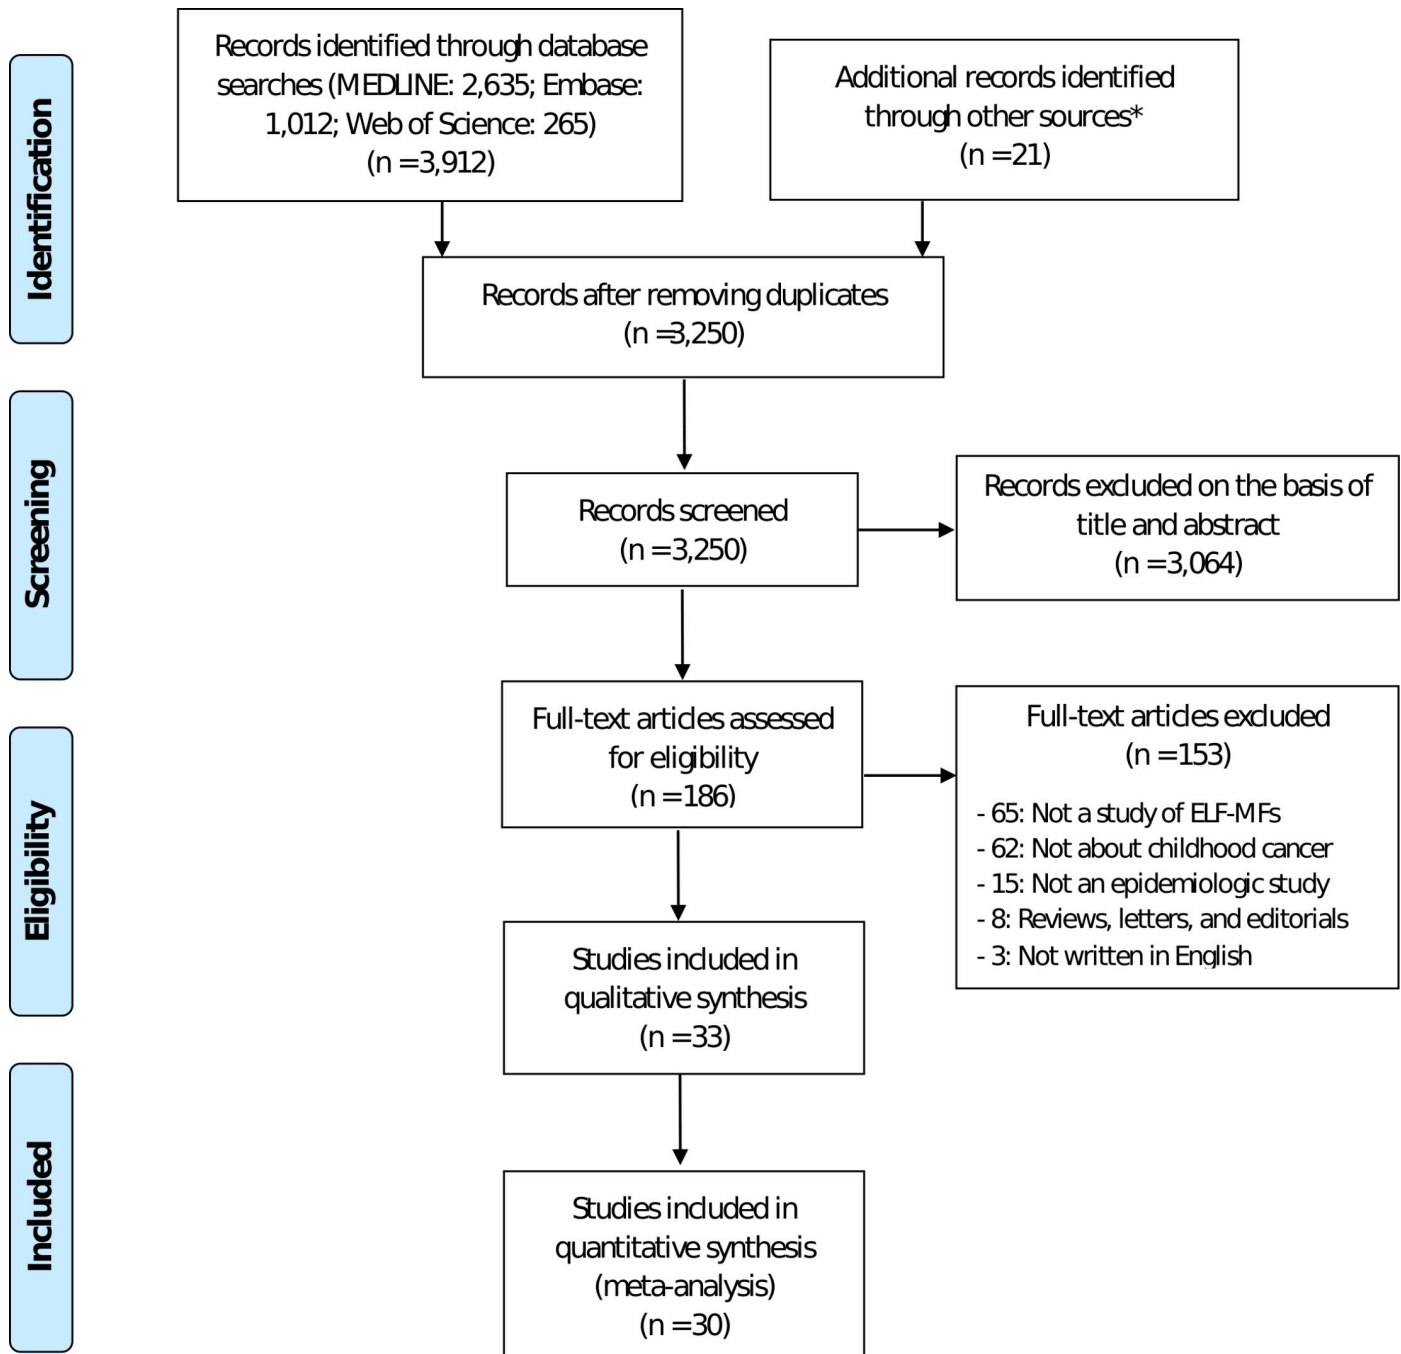 Identification
Records identified through database
searches (MEDLINE: 2,635; Embase:
1,012; Web of Science: 265)
(n = 3,912)
Additional records identified
through other sources*
(n = 21)
Records after removing duplicates
(n =3,250)
Screening
Records screened
(n = 3,250)
Records excluded on the basis of
title and abstract
(n = 3,064)
Eligibility
Full-text articles assessed
for eligibility
(n = 186)
Full-text articles excluded
(n = 153)
- 65: Not a study of ELF-MFs
- 62: Not about childhood cancer
- 15: Not an epidemiologic study
- 8: Reviews, letters, and editorials
- 3: Not written in English
Studies included in
qualitative synthesis
(n = 33)
Included
Studies included in
quantitative synthesis
(meta-analysis)
(n = 30)